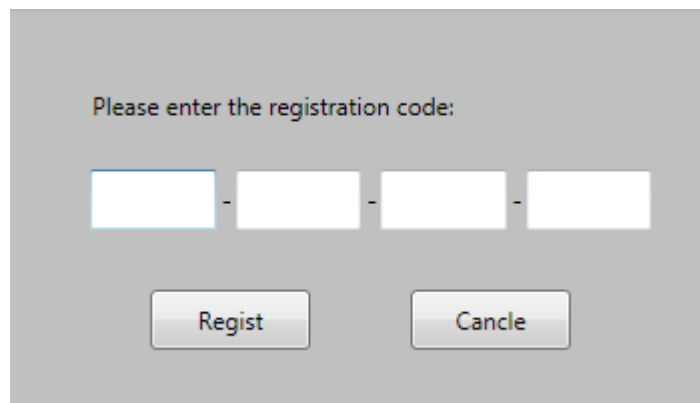 Please enter the registration code:
- - -
Regist Cancle